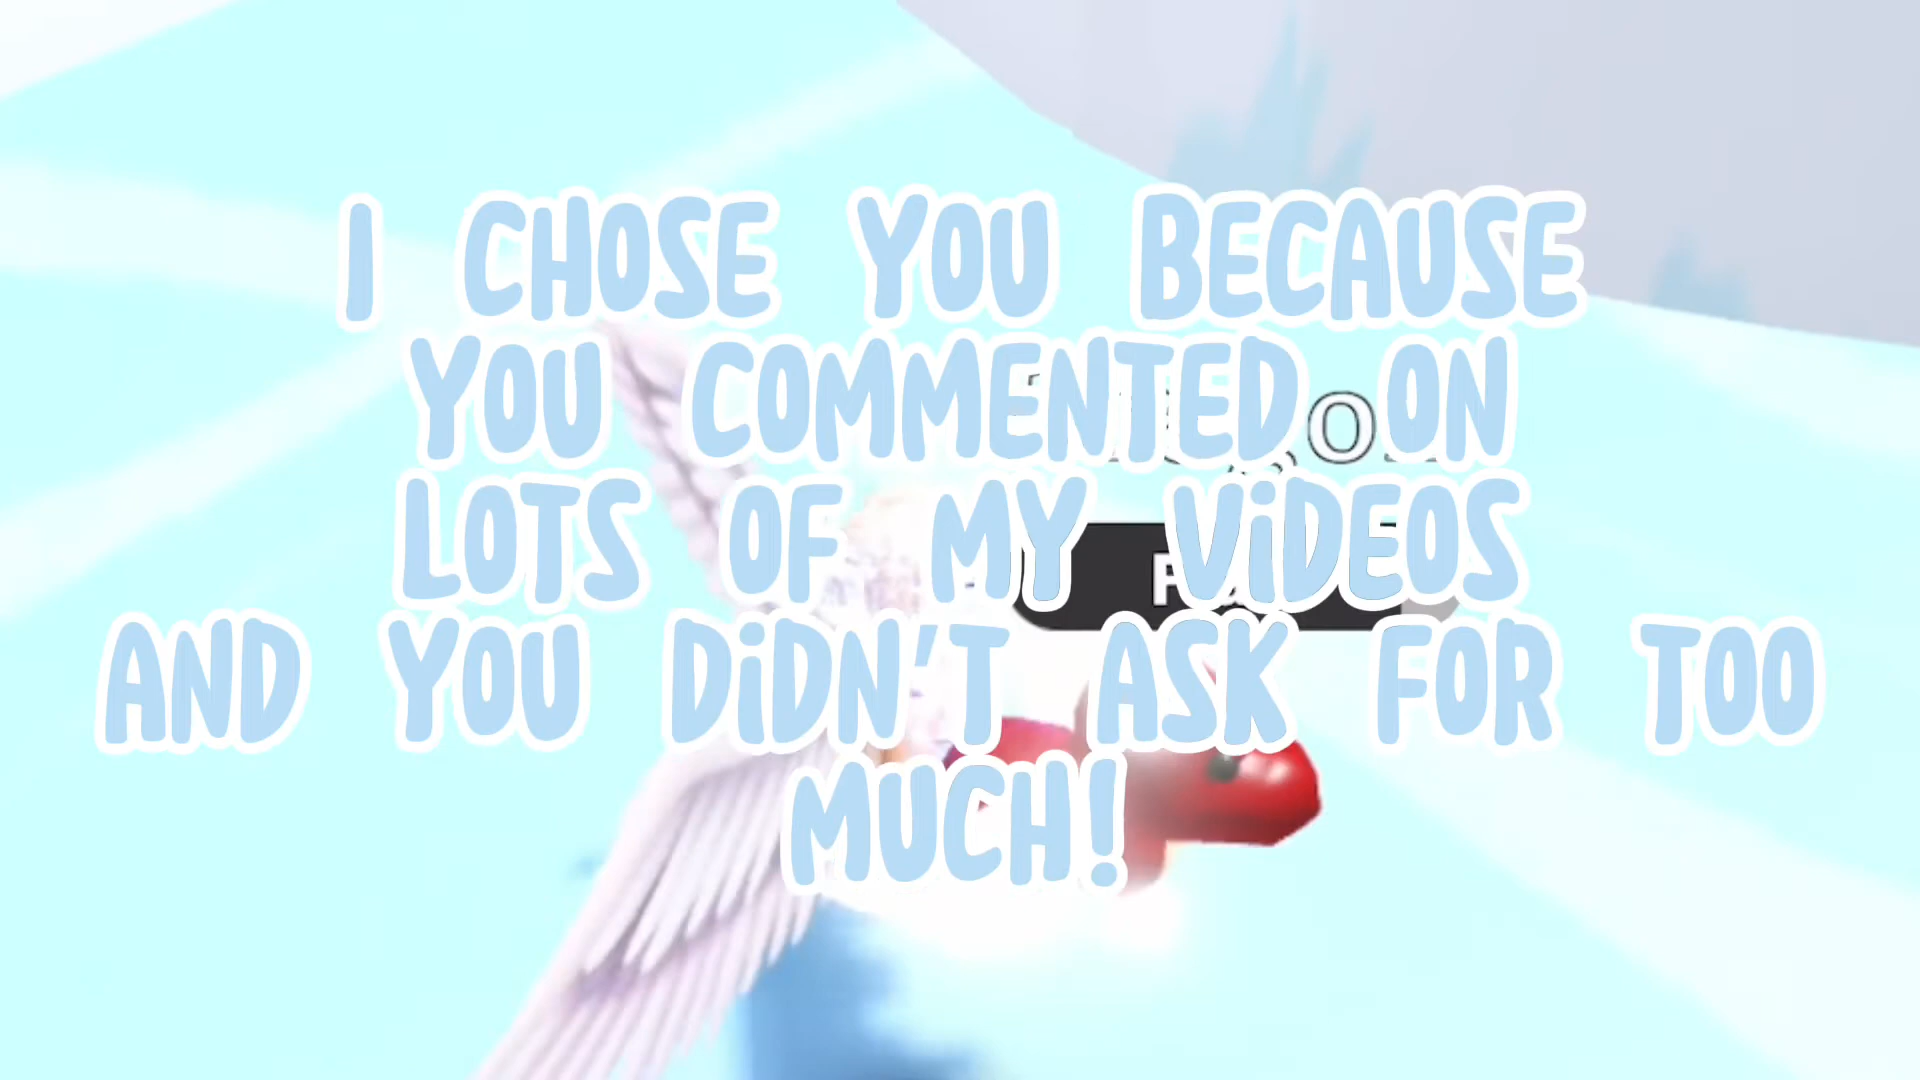 I CHOSE YOU BECAUSE
YOU COMMENTED ON
LOTS OF MY ViDEOS
AND YOU DiDN'T ASK FOR TOO
MUCH!